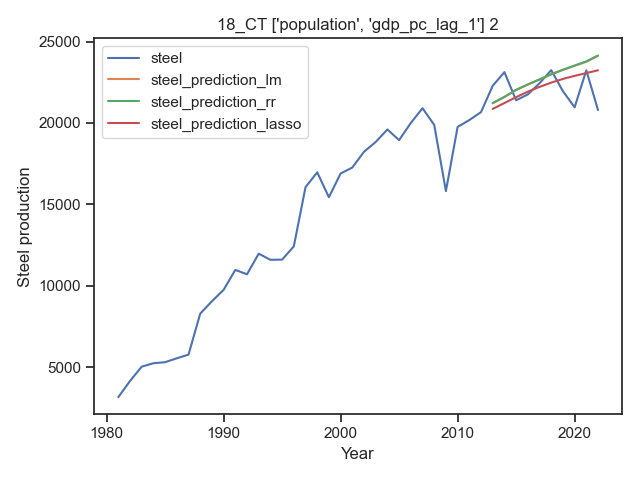 18_CT ['population', 'gdp_pc_lag_1'] 2
25000
20000
15000
10000
5000
Steel production
steel
steel_prediction_lm
steel_prediction_rr
steel_prediction_lasso
1980
1990
2000
2010
2020
Year